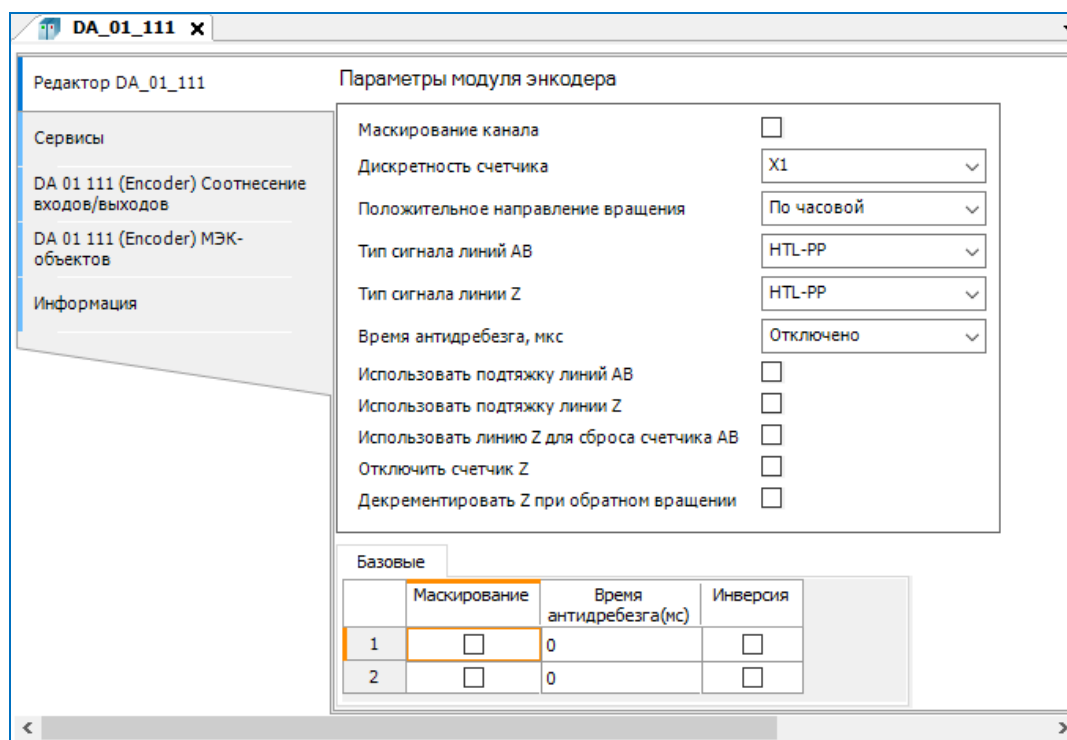 DA_01_111
Редактор DA_01_111
Сервисы
DA 01 111 (Encoder) Соотнесение
входов/выходов
DA 01 111 (Encoder) МЭК-
объектов
Информация
Параметры модуля энкодера
Маскирование канала
Дискретность счетчика X1
Положительное направление вращения По часовой
Тип сигнала линий AB HTL-PP
Тип сигнала линии Z HTL-PP
Время антидребезга, мкс Отключено
Использовать подтяжку линий AB
Использовать подтяжку линии Z
Использовать линию Z для сброса счетчика AB
Отключить счетчик Z
Декрементировать Z при обратном вращении
Базовые
Маскирование Время Инверсия
антидребезга(мс)
1 0
2 0